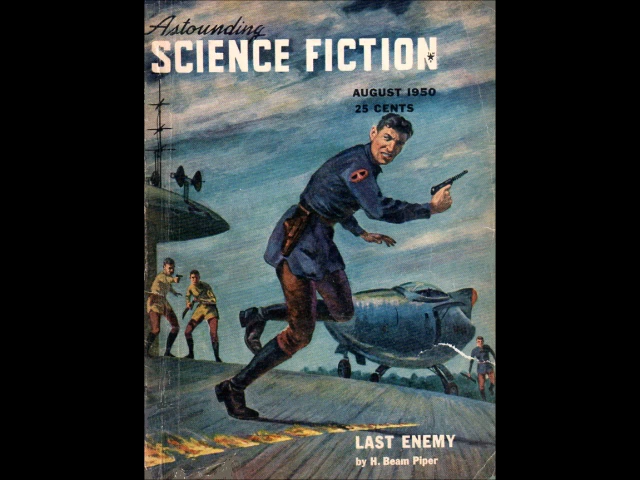 Astounding
SCIENCE FICTION
AUGUST 1950
25 CENTS
LAST ENEMY
by H. Beam Piper